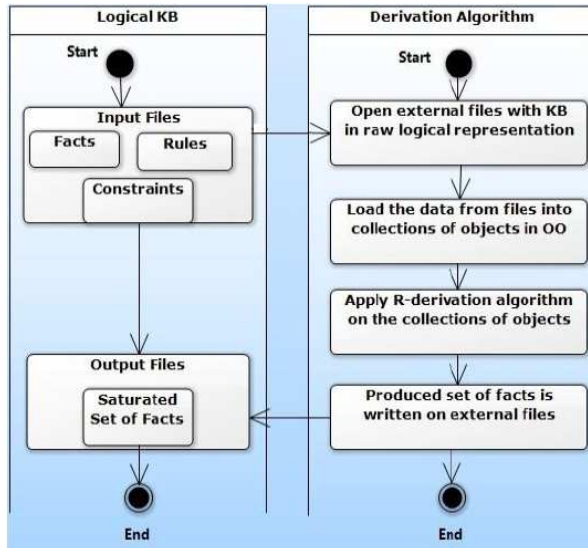 Logical KB
Start
Input Files
Facts
Rules
Constraints
Output Files
Saturated
Set of Facts
End
Derivation Algorithm
Start
Open external files with KB
in raw logical representation
Load the data from files into
collections of objects in OO
Apply R-derivation algorithm
on the collections of objects
Produced set of facts is
written on external files
End